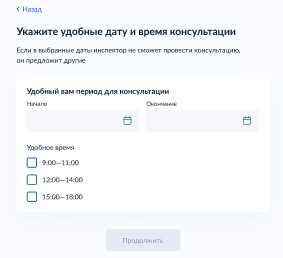 Назад
Укажите удобные дату и время консультации
Если в выбранные даты инспектор не сможет провести консультацию,
он предложит другие
Удобный вам период для консультации
Начало Окончание
Удобное время
9:00—11:00
12:00—14:00
15:00—18:00
Продолжить